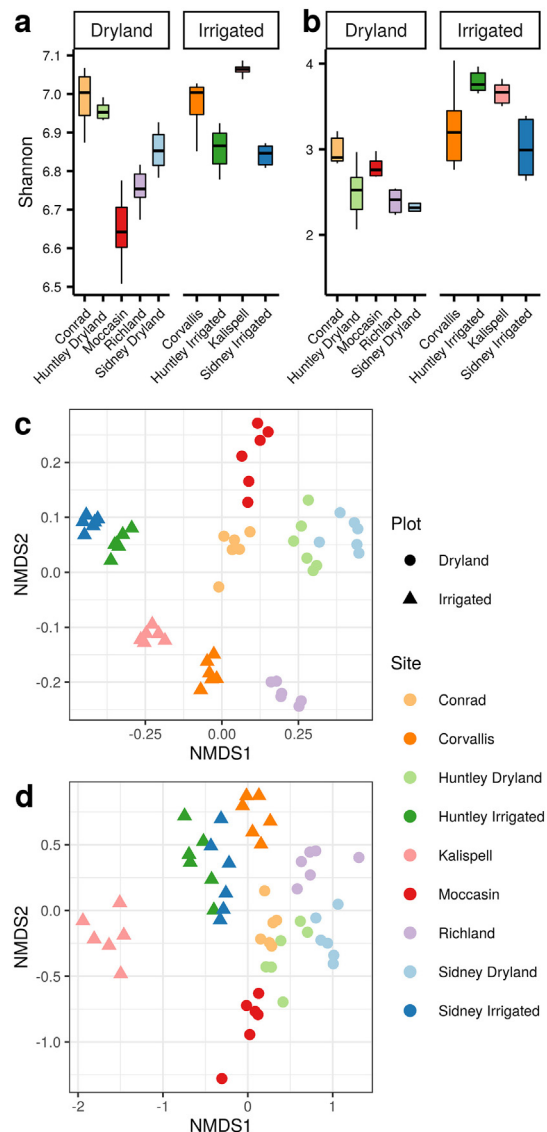 a
Dryland
Irrigated
Shannon
7.1
7.0
6.9
6.8
6.7
6.6
6.5
Conrad
Huntley Dryland
Moccasin
Richland
Sidney Dryland
Corvallis
Huntley Irrigated
Kalispell
Sidney Irrigated
b
Dryland
Irrigated
4
3
2
Conrad
Huntley Dryland
Moccasin
Richland
Sidney Dryland
Corvallis
Huntley Irrigated
Kalispell
Sidney Irrigated
c
NMDS2
0.2
0.1
0.0
-0.1
-0.2
-0.25
0.00
0.25
NMDS1
Plot
Dryland
Irrigated
Site
Conrad
Corvallis
Huntley Dryland
Huntley Irrigated
Kalispell
Moccasin
Richland
Sidney Dryland
Sidney Irrigated
d
NMDS2
0.5
0.0
-0.5
-1.0
-2
-1
0
1
NMDS1